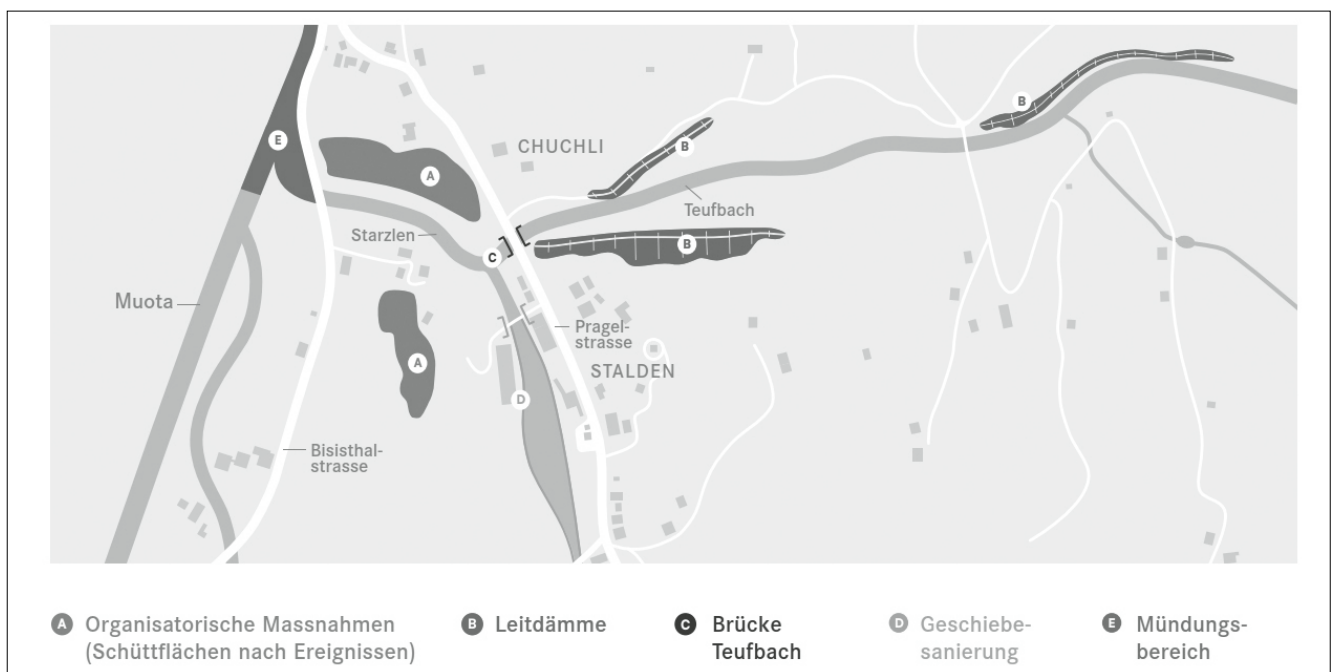 B
E
CHUCHLI
B
A
Teufbach
Starzlen
B
C
Muota
Pragel-
strasse
A
STALDEN
D
Bisisthal-
strasse
A Organisatorische Massnahmen
(Schüttflächen nach Ereignissen)
B Leitdämme
C Brücke
Teufbach
D Geschiebe-
sanierung
E Mündungs-
bereich